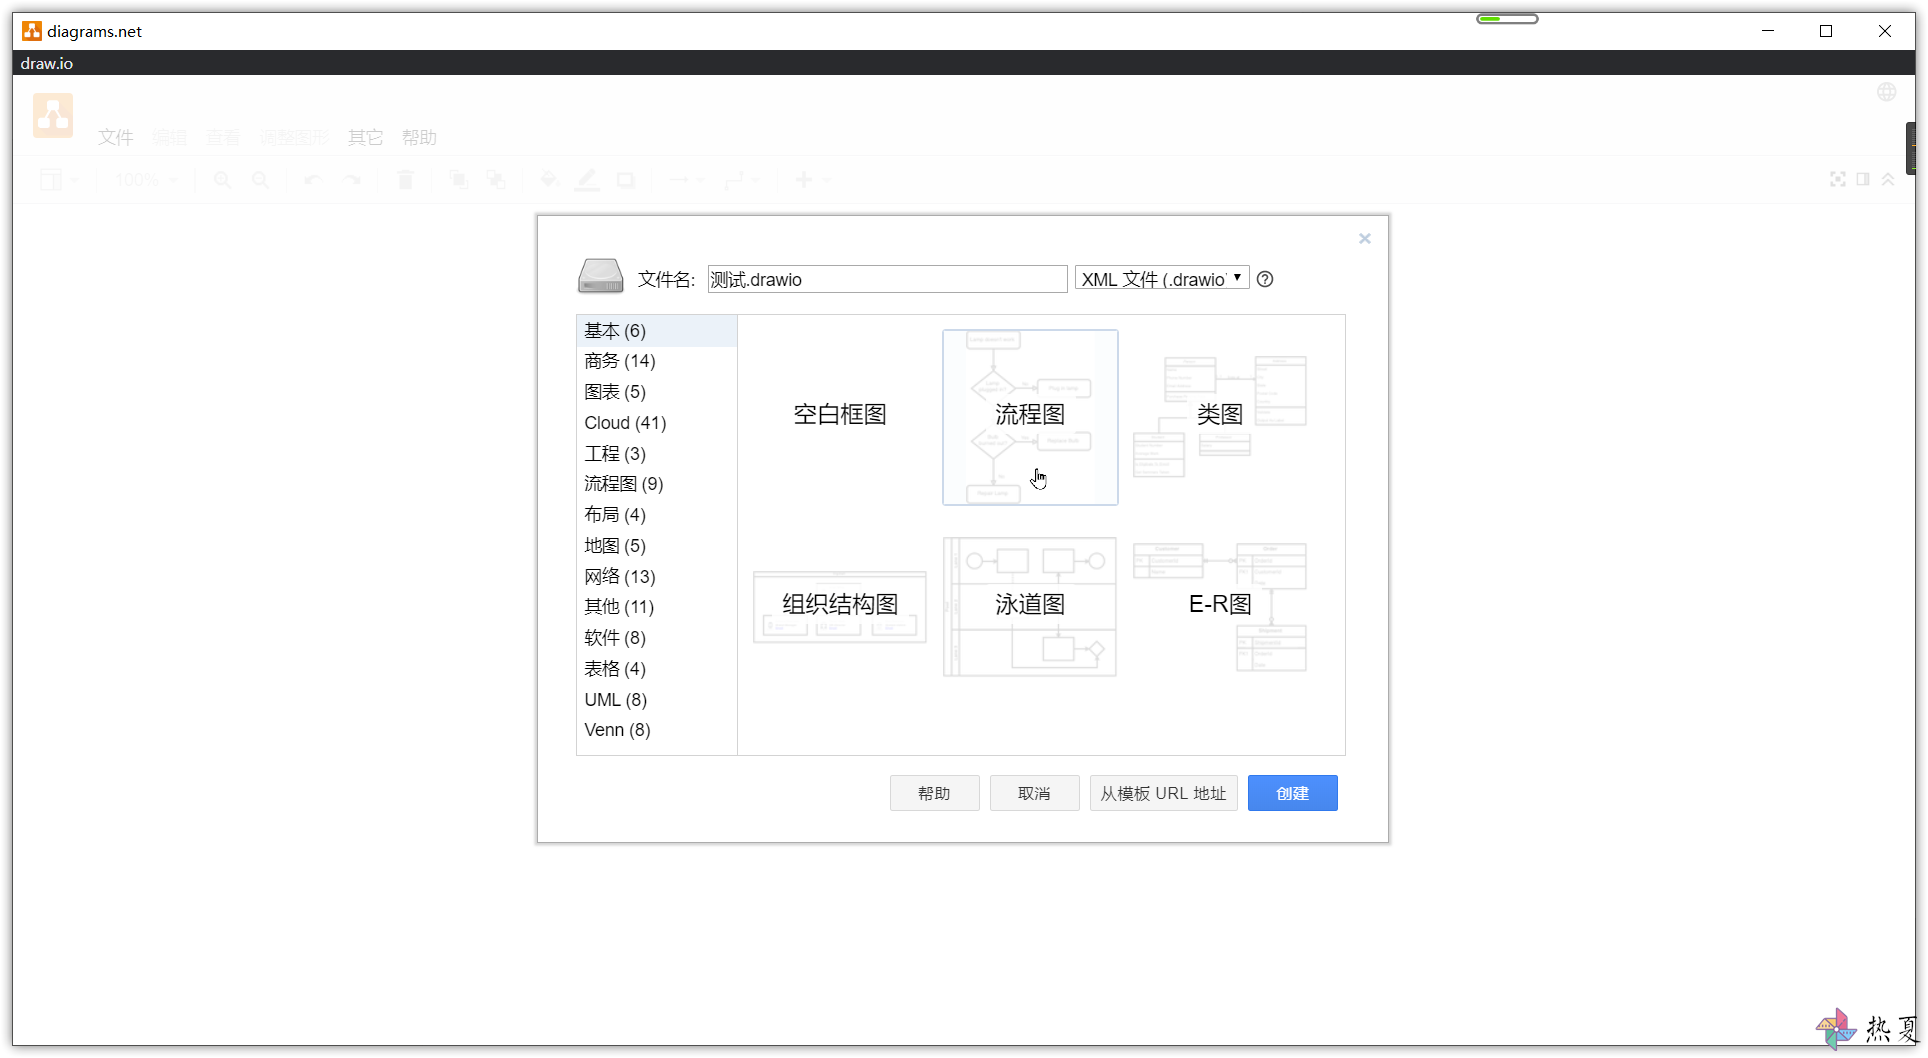 diagrams.net
draw.io
文件 编辑 查看 调整图形 其它 帮助
100%
文件名: 测试.drawio XML 文件 (.drawio)
基本 (6)
商务 (14)
图表 (5)
Cloud (41)
工程 (3)
流程图 (9)
布局 (4)
地图 (5)
网络 (13)
其他 (11)
软件 (8)
表格 (4)
UML (8)
Venn (8)
空白框图 流程图 类图
组织结构图 泳道图 E-R图
帮助 取消 从模板 URL 地址 创建
热夏